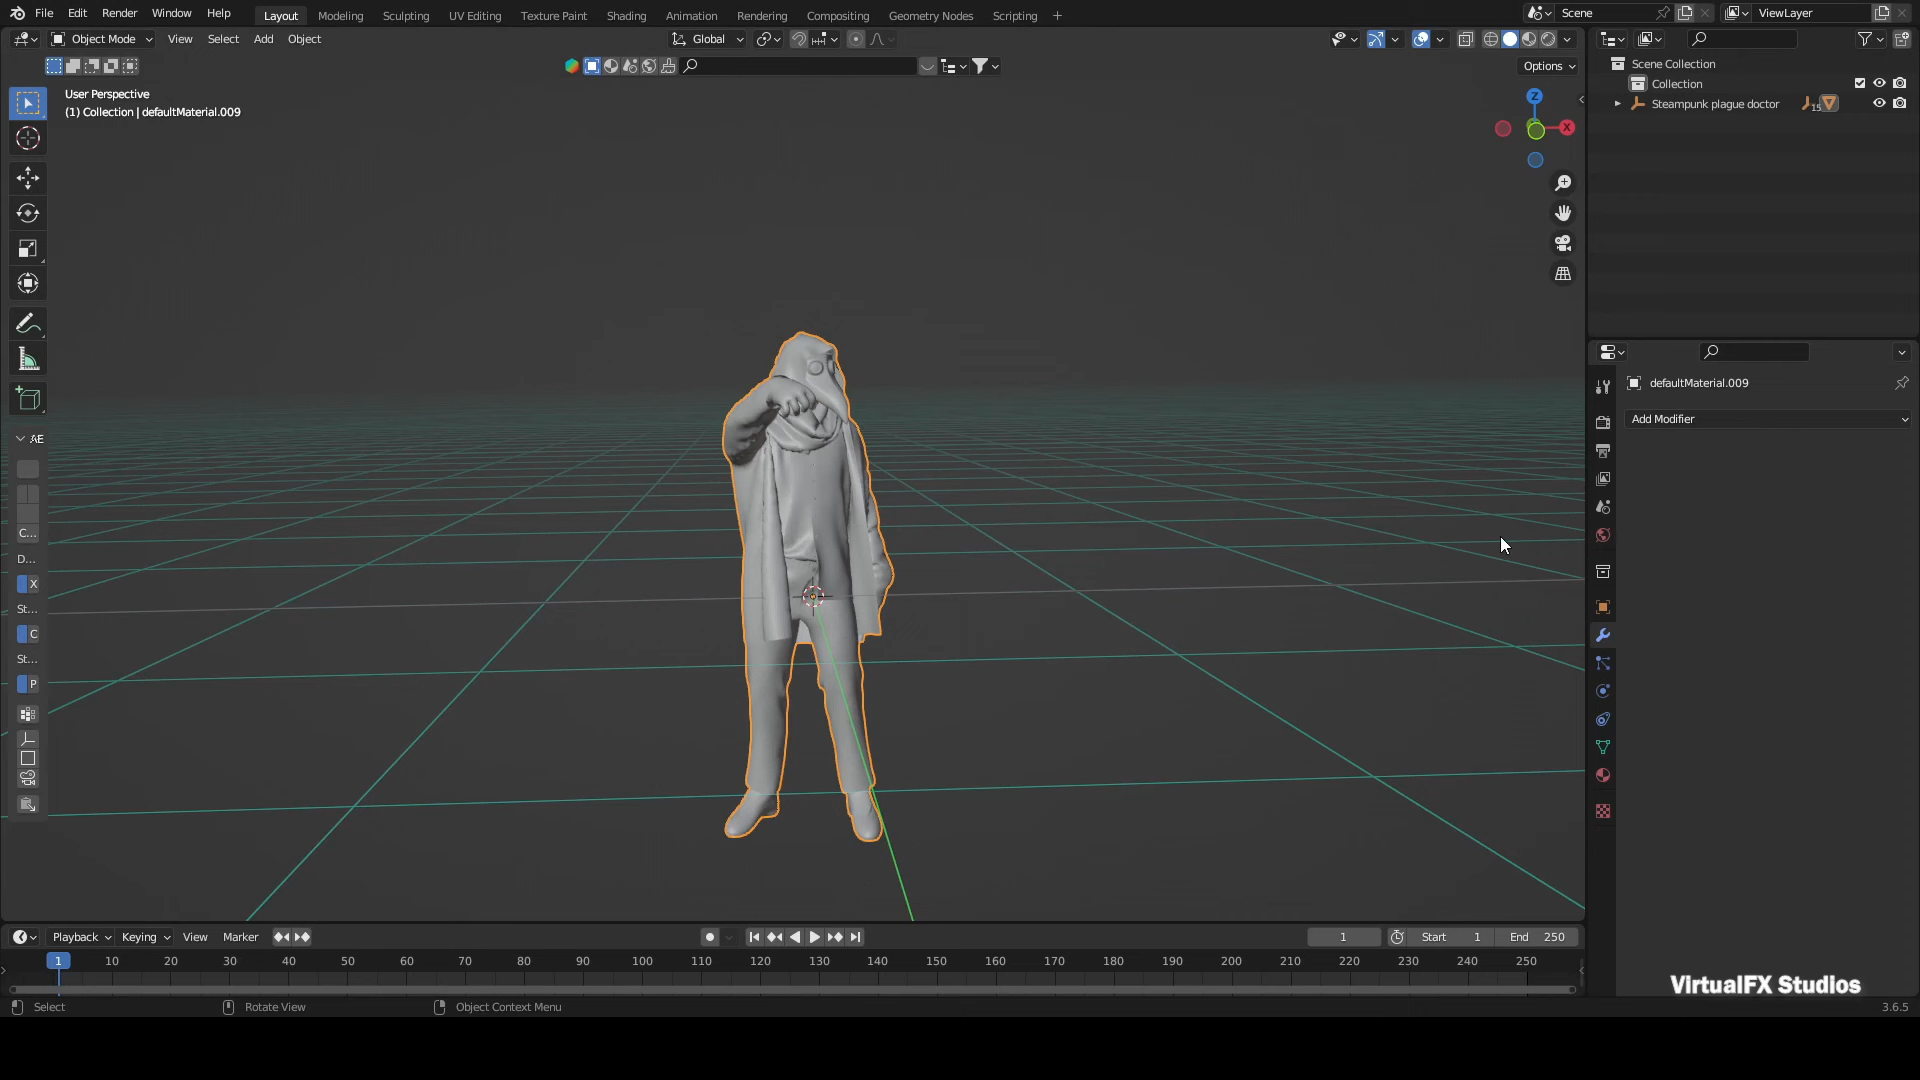 File Edit Render Window Help Layout Modeling Sculpting UV Editing Texture Paint Shading Animation Rendering Compositing Geometry Nodes Scripting + Scene ViewLayer
Object Mode View Select Add Object Global
Options
User Perspective
(1) Collection | defaultMaterial.009
Z
X
Scene Collection
Collection
Steampunk plague doctor 15
defaultMaterial.009
Add Modifier
AE
C...
D...
X
St...
C
St...
P
Playback Keying View Marker 1 Start 1 End 250
1 10 20 30 40 50 60 70 80 90 100 110 120 130 140 150 160 170 180 190 200 210 220 230 240 250
VirtualFX Studios
Select Rotate View Object Context Menu 3.6.5